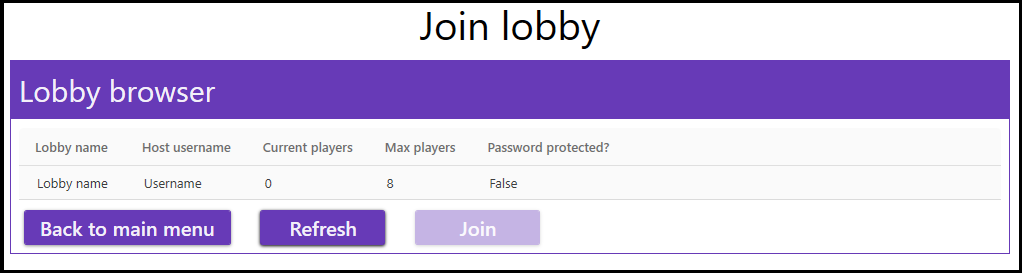 Join lobby
Lobby browser
Lobby name Host username Current players Max players Password protected?
Lobby name Username 0 8 False
Back to main menu Refresh Join